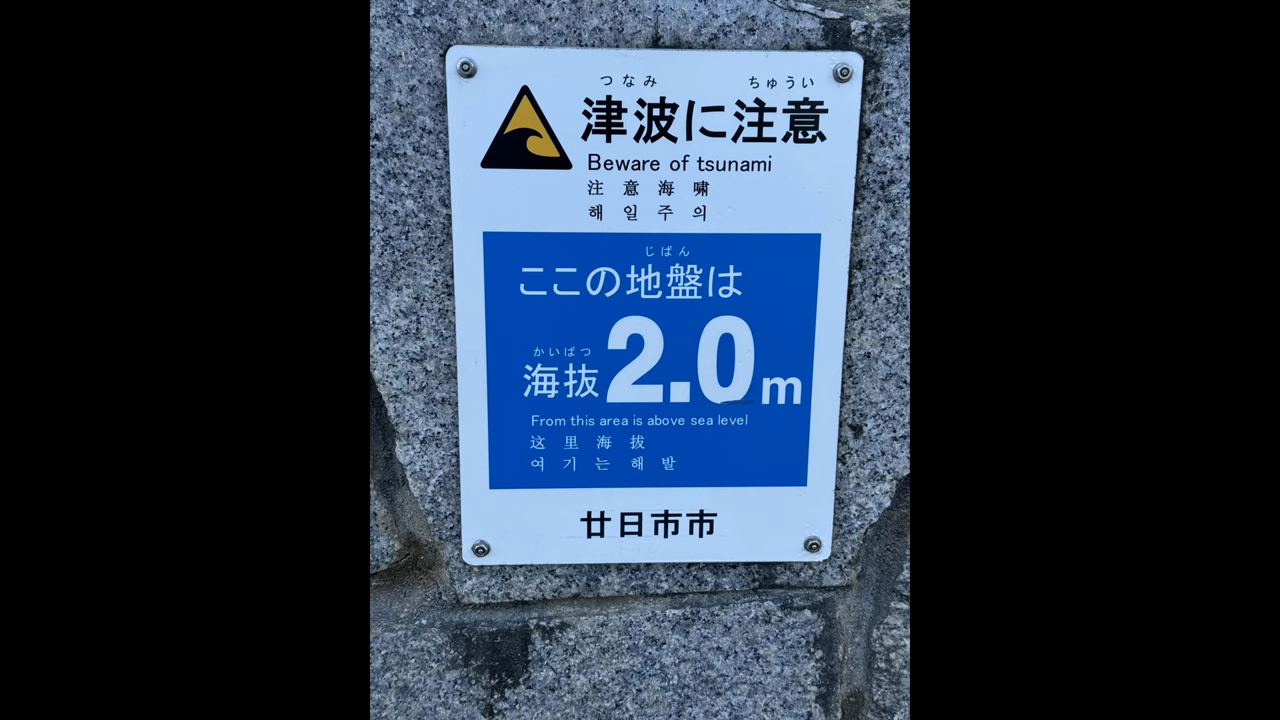 つなみ ちゅうい
津波に注意
Beware of tsunami
注意海啸
해일주의
じばん
ここの地盤は
かいばつ
海抜2.0m
From this area is above sea level
这里海拔
여기는해발
廿日市市